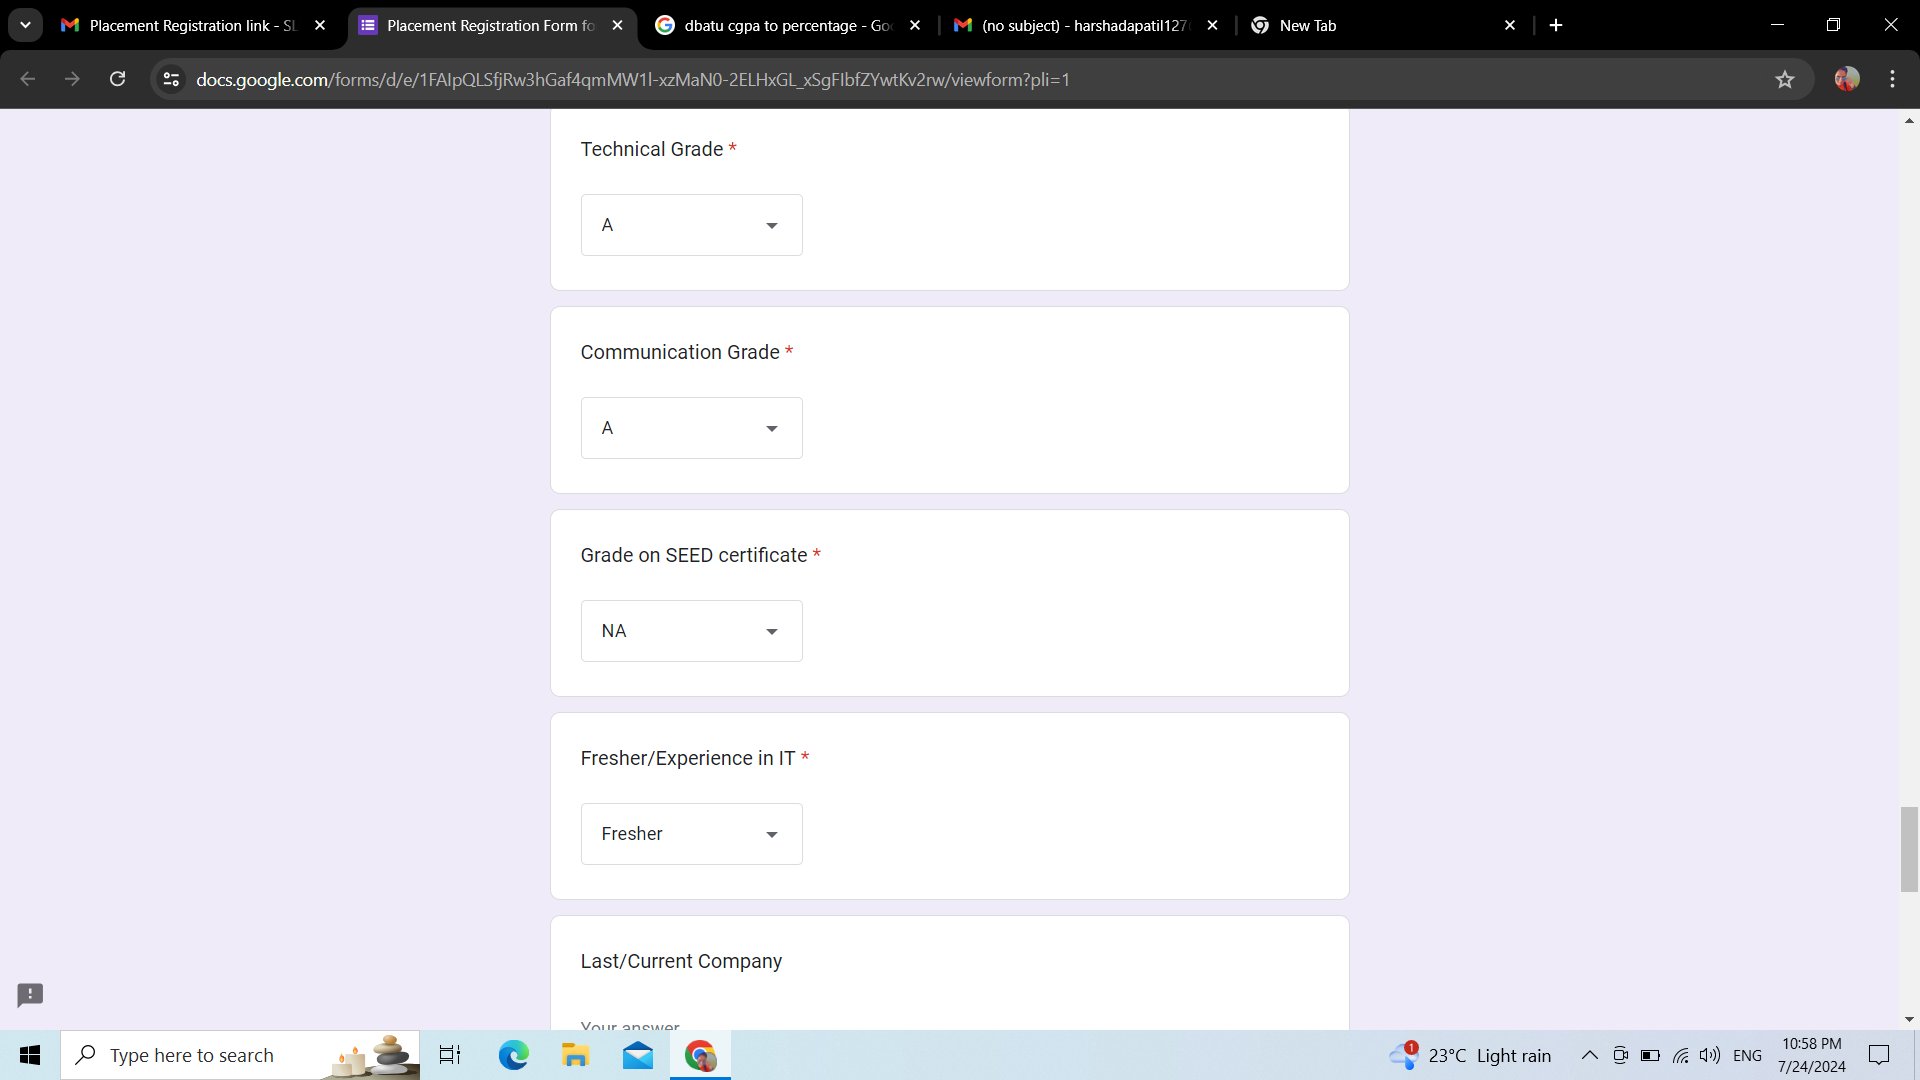 Placement Registration link - SL
Placement Registration Form fo
dbatu cgpa to percentage - Goo
(no subject) - harshadapatil127
New Tab
docs.google.com/forms/d/e/1FAIpQLSfjRw3hGaf4qmMW1l-xzMaN0-2ELHxGL_xSgFIbfZYwtKv2rw/viewform?pli=1
Technical Grade *
A
Communication Grade *
A
Grade on SEED certificate *
NA
Fresher/Experience in IT *
Fresher
Last/Current Company
Your answer
Type here to search
1
23°C Light rain
ENG
10:58 PM
7/24/2024